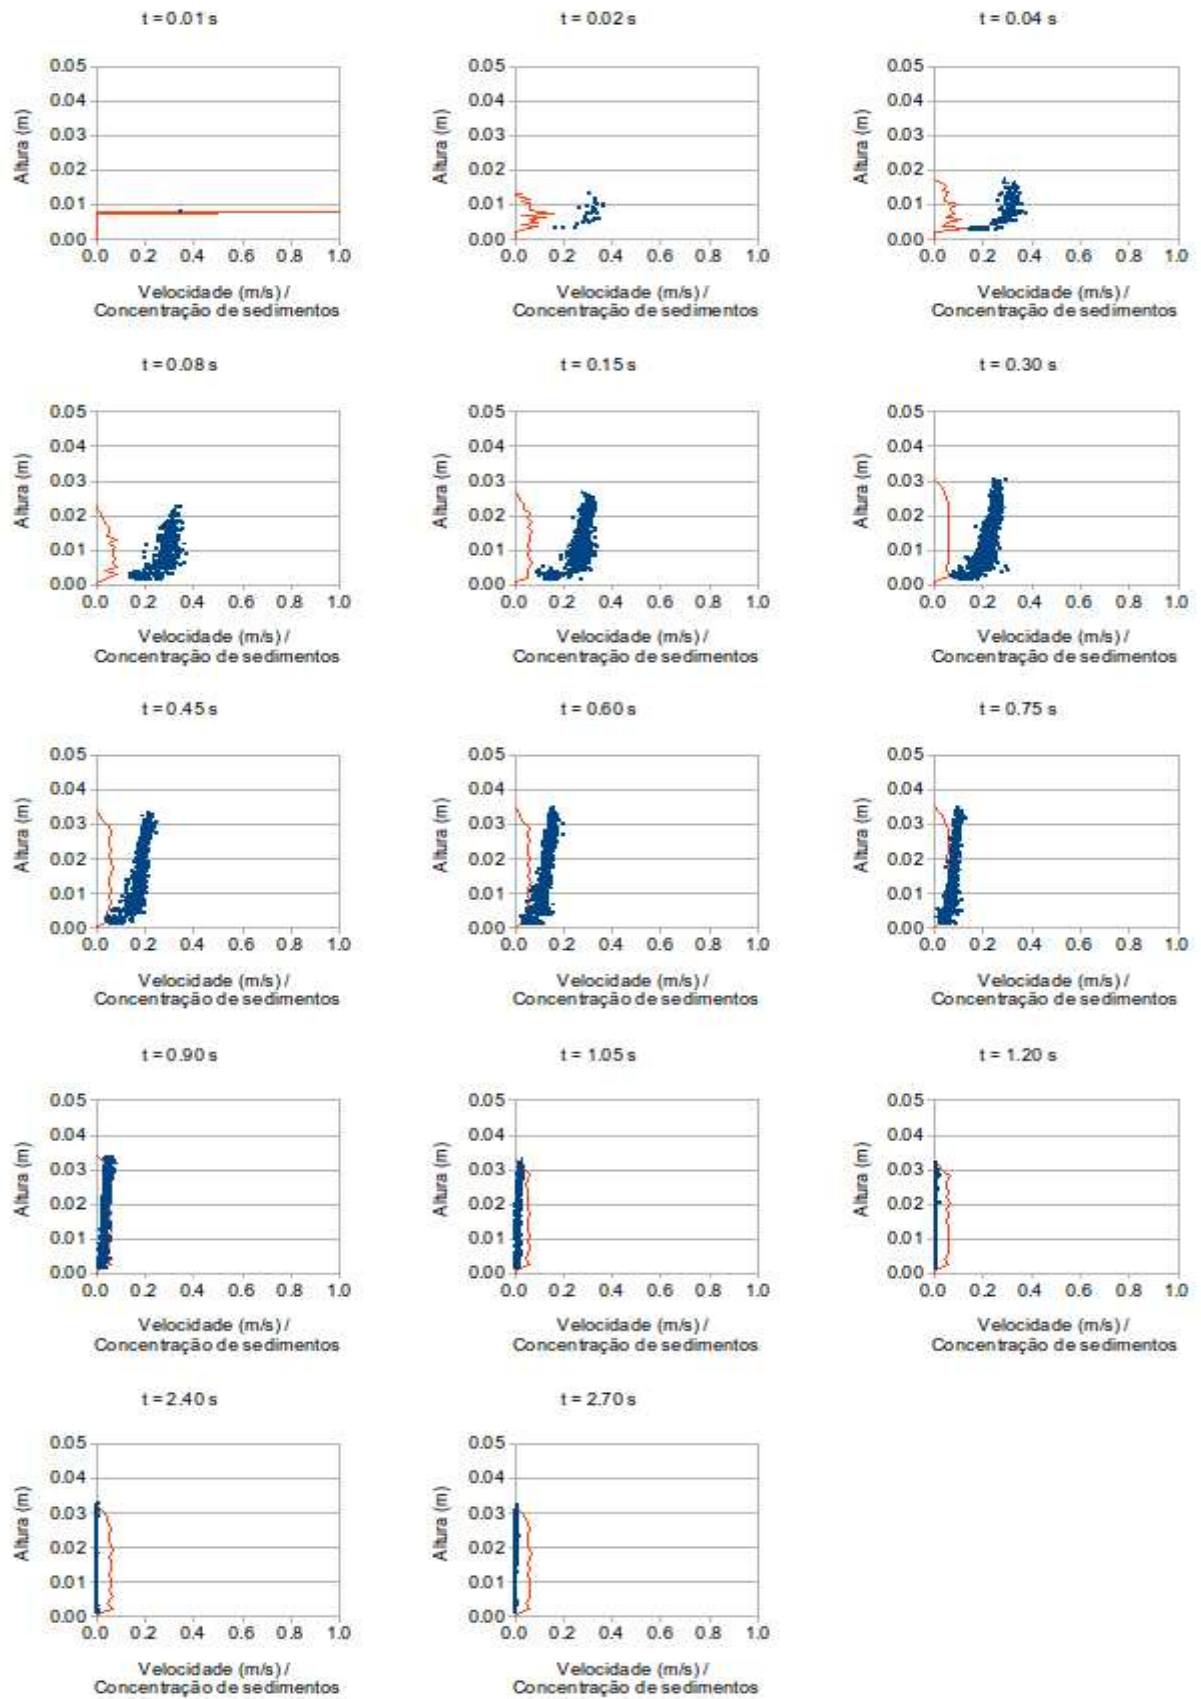 t = 0.01 s
0.05
0.04
0.03
0.02
0.01
0.00
Altura (m)
0.0 0.2 0.4 0.6 0.8 1.0
Velocidade (m/s) /
Concentração de sedimentos
t = 0.02 s
0.05
0.04
0.03
0.02
0.01
0.00
Altura (m)
0.0 0.2 0.4 0.6 0.8 1.0
Velocidade (m/s) /
Concentração de sedimentos
t = 0.04 s
0.05
0.04
0.03
0.02
0.01
0.00
Altura (m)
0.0 0.2 0.4 0.6 0.8 1.0
Velocidade (m/s) /
Concentração de sedimentos
t = 0.08 s
0.05
0.04
0.03
0.02
0.01
0.00
Altura (m)
0.0 0.2 0.4 0.6 0.8 1.0
Velocidade (m/s) /
Concentração de sedimentos
t = 0.15 s
0.05
0.04
0.03
0.02
0.01
0.00
Altura (m)
0.0 0.2 0.4 0.6 0.8 1.0
Velocidade (m/s) /
Concentração de sedimentos
t = 0.30 s
0.05
0.04
0.03
0.02
0.01
0.00
Altura (m)
0.0 0.2 0.4 0.6 0.8 1.0
Velocidade (m/s) /
Concentração de sedimentos
t = 0.45 s
0.05
0.04
0.03
0.02
0.01
0.00
Altura (m)
0.0 0.2 0.4 0.6 0.8 1.0
Velocidade (m/s) /
Concentração de sedimentos
t = 0.60 s
0.05
0.04
0.03
0.02
0.01
0.00
Altura (m)
0.0 0.2 0.4 0.6 0.8 1.0
Velocidade (m/s) /
Concentração de sedimentos
t = 0.75 s
0.05
0.04
0.03
0.02
0.01
0.00
Altura (m)
0.0 0.2 0.4 0.6 0.8 1.0
Velocidade (m/s) /
Concentração de sedimentos
t = 0.90 s
0.05
0.04
0.03
0.02
0.01
0.00
Altura (m)
0.0 0.2 0.4 0.6 0.8 1.0
Velocidade (m/s) /
Concentração de sedimentos
t = 1.05 s
0.05
0.04
0.03
0.02
0.01
0.00
Altura (m)
0.0 0.2 0.4 0.6 0.8 1.0
Velocidade (m/s) /
Concentração de sedimentos
t = 1.20 s
0.05
0.04
0.03
0.02
0.01
0.00
Altura (m)
0.0 0.2 0.4 0.6 0.8 1.0
Velocidade (m/s) /
Concentração de sedimentos
t = 2.40 s
0.05
0.04
0.03
0.02
0.01
0.00
Altura (m)
0.0 0.2 0.4 0.6 0.8 1.0
Velocidade (m/s) /
Concentração de sedimentos
t = 2.70 s
0.05
0.04
0.03
0.02
0.01
0.00
Altura (m)
0.0 0.2 0.4 0.6 0.8 1.0
Velocidade (m/s) /
Concentração de sedimentos